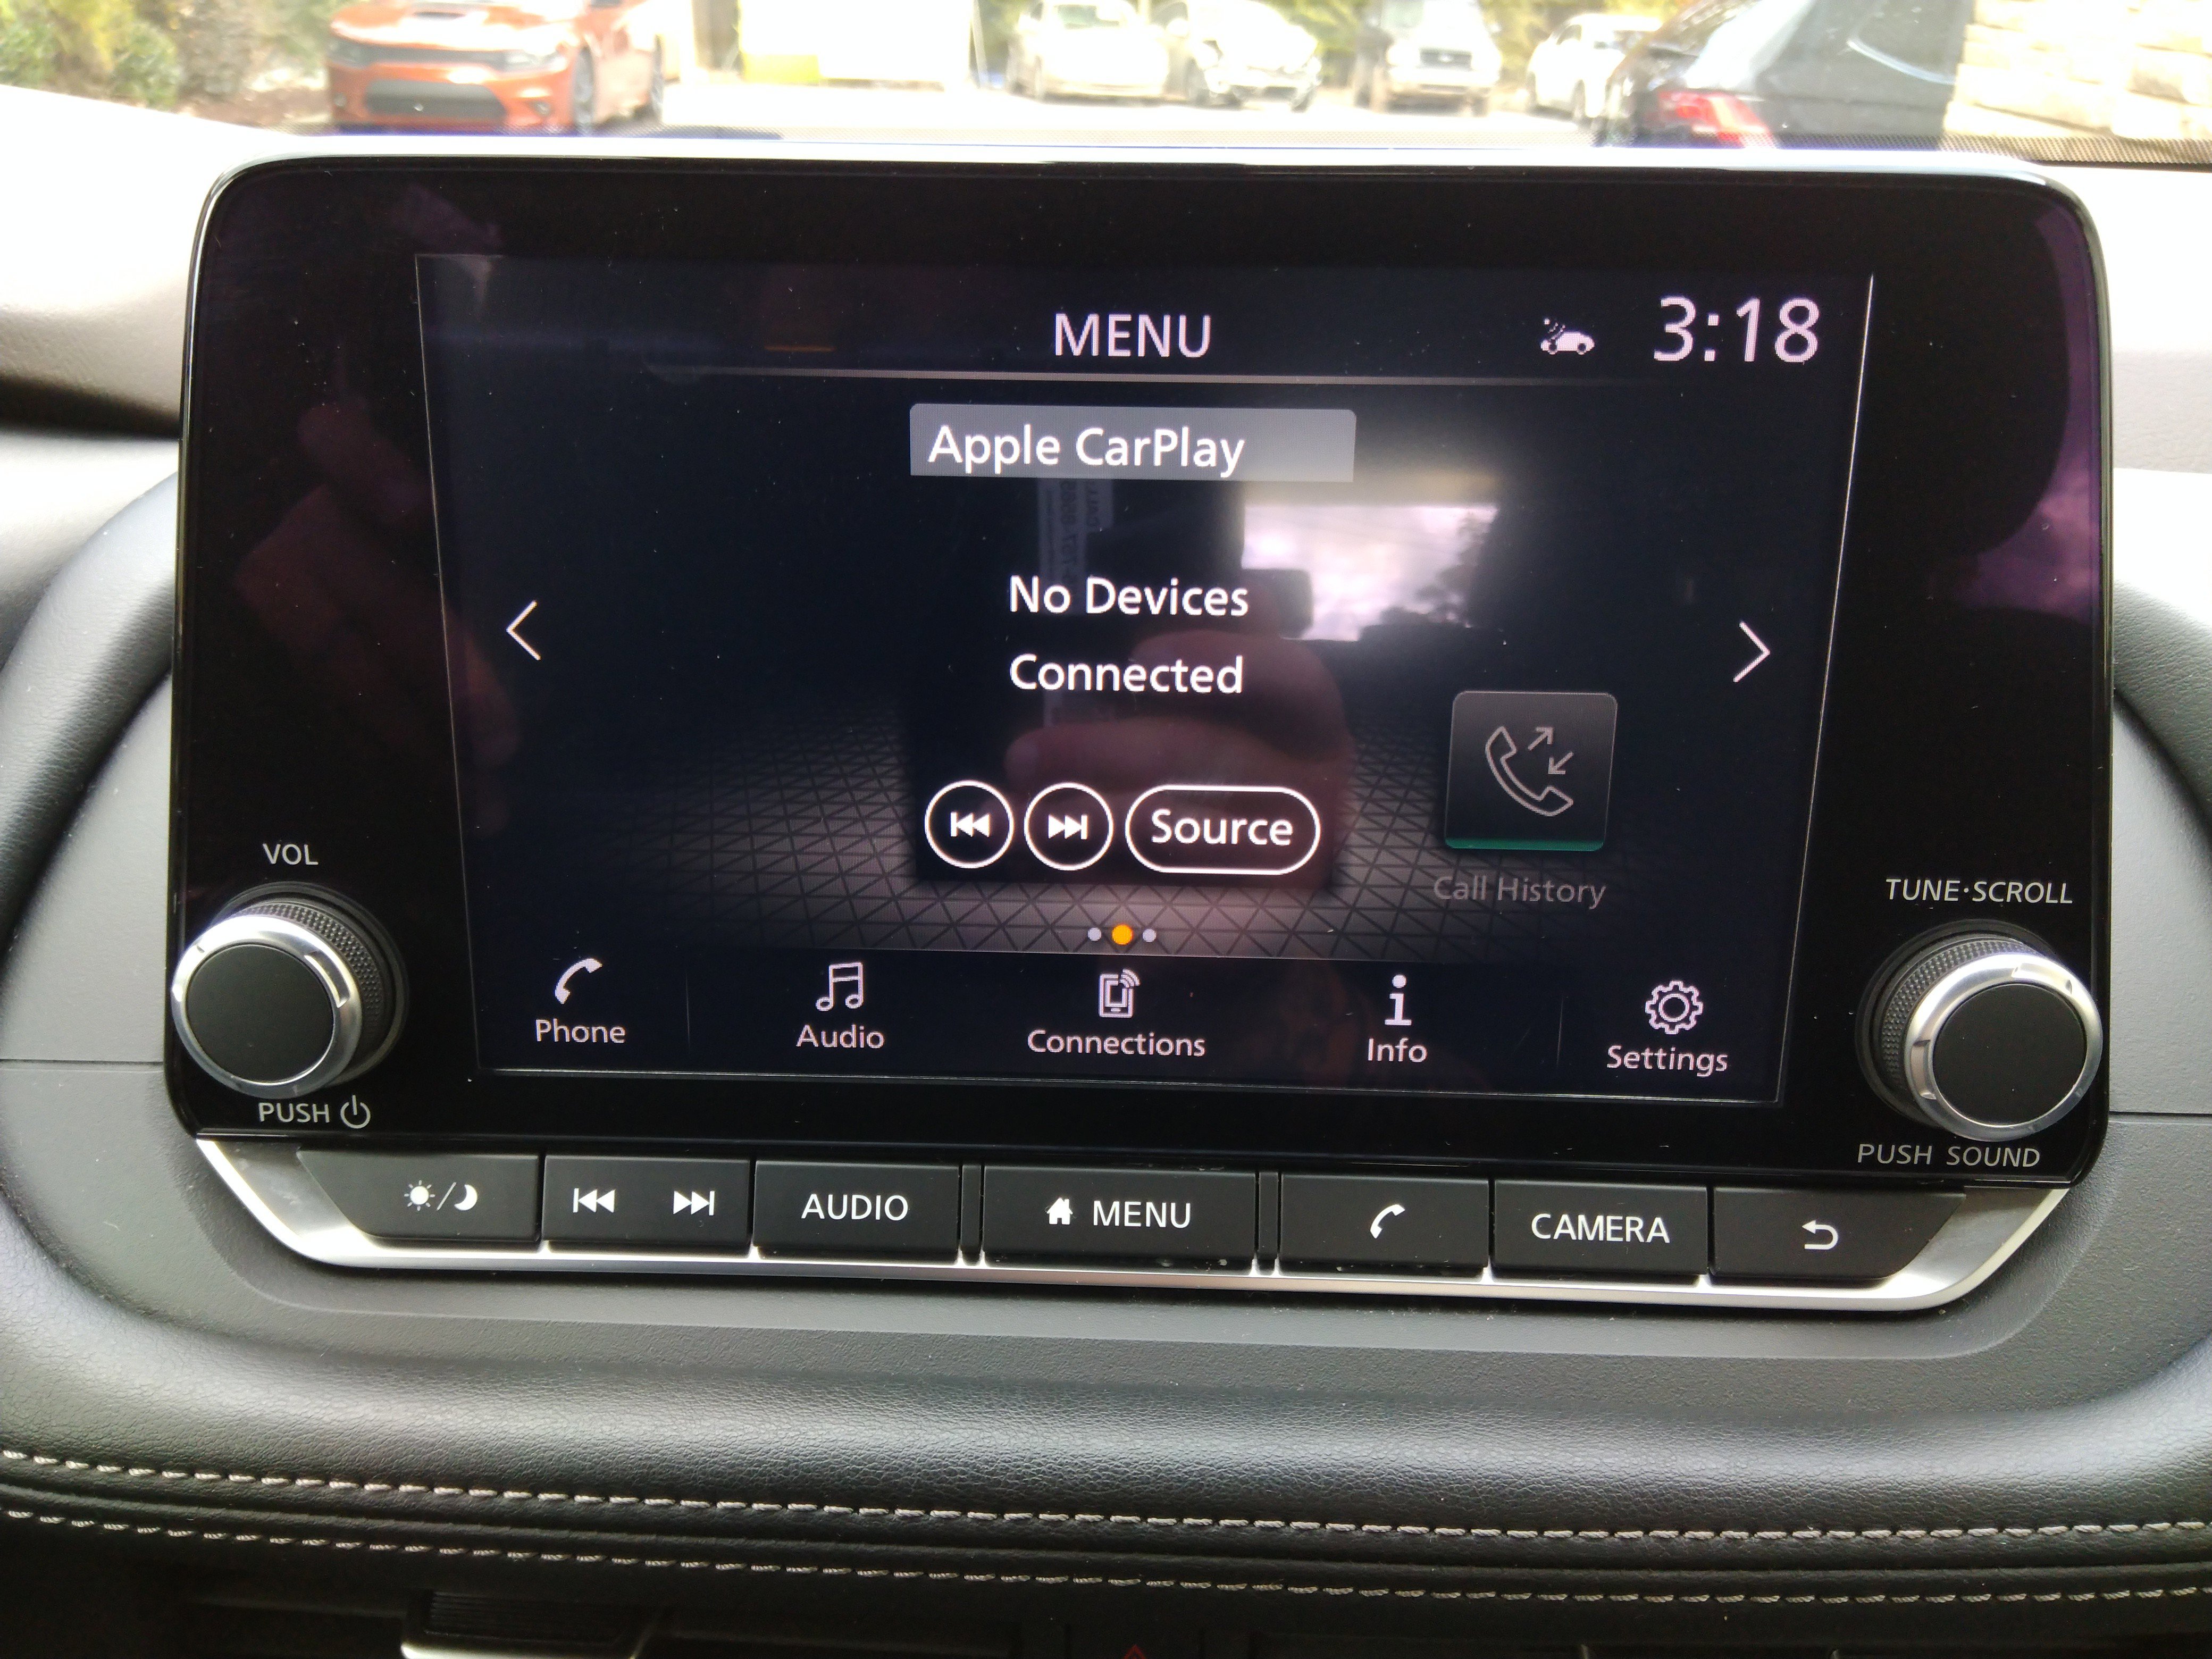 MENU
3:18
Apple CarPlay
No Devices
Connected
Source
Call History
Phone
Audio
Connections
Info
Settings
VOL
PUSH
TUNE·SCROLL
PUSH SOUND
AUDIO
MENU
CAMERA